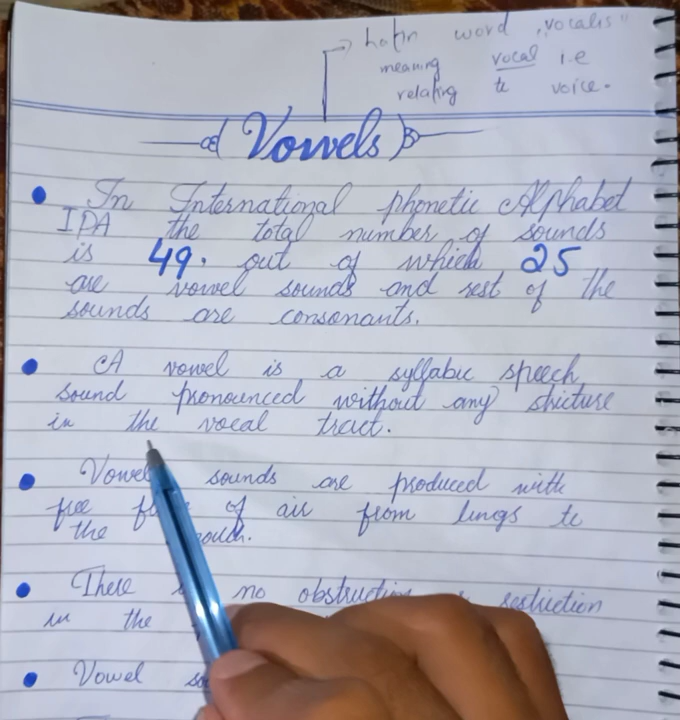 Latin word "vocalis"
meaning vocal i.e
relating to voice.
Vowels
In International phonetic Alphabet
IPA the total number of sounds
is 49. out of which 25
are vowel sounds and rest of the
sounds are consonants.
A vowel is a syllabic speech
sound pronounced without any stricture
in the vocal tract.
Vowel sounds are produced with
free of air from lungs to
the
There no obstruction restriction
in the
Vowel